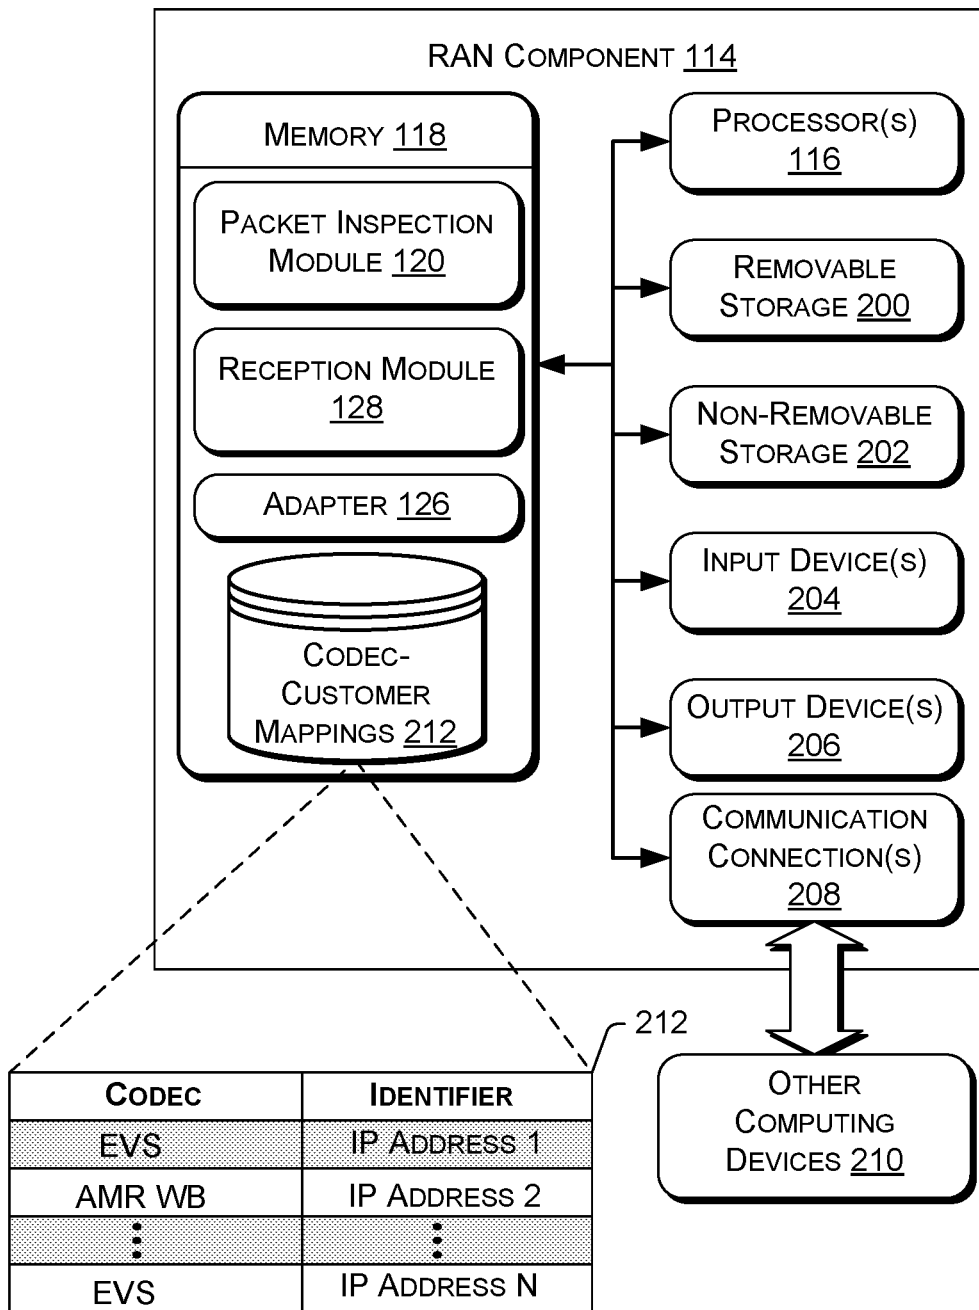 RAN COMPONENT 114
MEMORY 118
PACKET INSPECTION
MODULE 120
RECEPTION MODULE
128
ADAPTER 126
CODEC-
CUSTOMER
MAPPINGS 212
PROCESSOR(S)
116
REMOVABLE
STORAGE 200
NON-REMOVABLE
STORAGE 202
INPUT DEVICE(S)
204
OUTPUT DEVICE(S)
206
COMMUNICATION
CONNECTION(S)
208
OTHER
COMPUTING
DEVICES 210
212
CODEC IDENTIFIER
EVS IP ADDRESS 1
AMR WB IP ADDRESS 2
EVS IP ADDRESS N